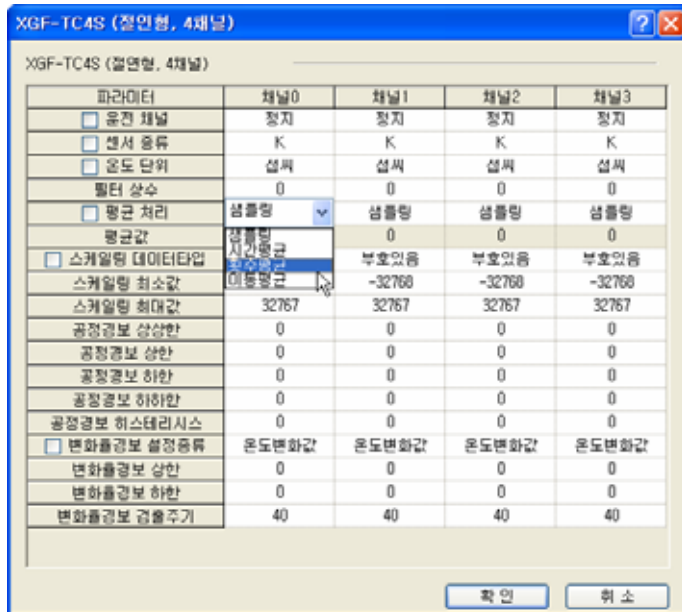 XGF-TC4S (절연형, 4채널)
XGF-TC4S (절연형, 4채널)
파라미터 채널0 채널1 채널2 채널3
운전 채널 정지 정지 정지 정지
센서 종류 K K K K
온도 단위 섭씨 섭씨 섭씨 섭씨
필터 상수 0 0 0 0
평균 처리 샘플링 샘플링 샘플링 샘플링
평균값 샘플링 0 0 0
시간평균
스케일링 데이터타입 횟수평균 부호있음 부호있음 부호있음
스케일링 최소값 이동평균 -32768 -32768 -32768
스케일링 최대값 32767 32767 32767 32767
공정경보 상상한 0 0 0 0
공정경보 상한 0 0 0 0
공정경보 하한 0 0 0 0
공정경보 하하한 0 0 0 0
공정경보 히스테리시스 0 0 0 0
변화율경보 설정종류 온도변화값 온도변화값 온도변화값 온도변화값
변화율경보 상한 0 0 0 0
변화율경보 하한 0 0 0 0
변화율경보 검출주기 40 40 40 40
확인 취소